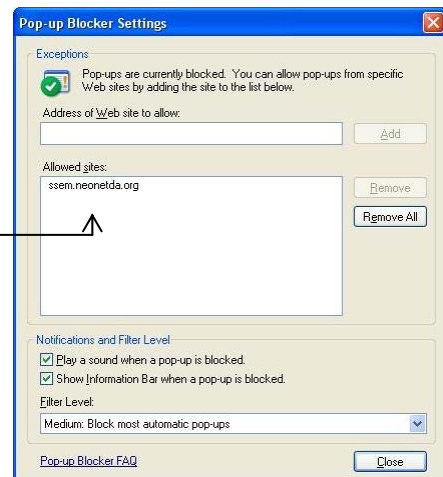 Pop-up Blocker Settings
Exceptions
Pop-ups are currently blocked. You can allow pop-ups from specific
Web sites by adding the site to the list below.
Address of Web site to allow:
Add
Allowed sites:
ssem.neonetda.org
Remove
Remove All
Notifications and Filter Level
Play a sound when a pop-up is blocked.
Show Information Bar when a pop-up is blocked.
Filter Level:
Medium: Block most automatic pop-ups
Pop-up Blocker FAQ
Close